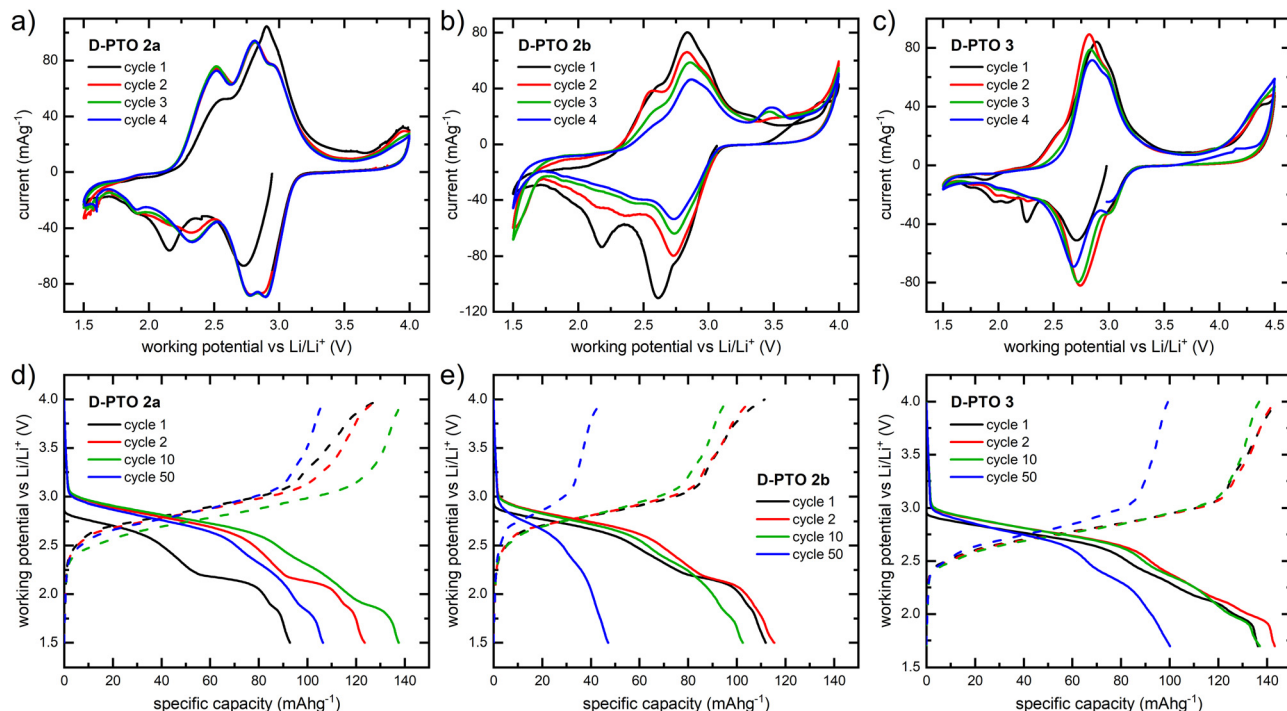 a)
D-PTO 2a
cycle 1
cycle 2
cycle 3
cycle 4
80
40
0
-40
-80
current (mAg⁻¹)
1.5 2.0 2.5 3.0 3.5 4.0
working potential vs Li/Li⁺ (V)
b)
D-PTO 2b
cycle 1
cycle 2
cycle 3
cycle 4
80
40
0
-40
-80
-120
current (mAg⁻¹)
1.5 2.0 2.5 3.0 3.5 4.0
working potential vs Li/Li⁺ (V)
c)
D-PTO 3
cycle 1
cycle 2
cycle 3
cycle 4
80
40
0
-40
-80
current (mAg⁻¹)
1.5 2.0 2.5 3.0 3.5 4.0 4.5
working potential vs Li/Li⁺ (V)
d)
D-PTO 2a
cycle 1
cycle 2
cycle 10
cycle 50
4.0
3.5
3.0
2.5
2.0
1.5
working potential vs Li/Li⁺ (V)
0 20 40 60 80 100 120 140
specific capacity (mAhg⁻¹)
e)
D-PTO 2b
cycle 1
cycle 2
cycle 10
cycle 50
4.0
3.5
3.0
2.5
2.0
1.5
working potential vs Li/Li⁺ (V)
0 20 40 60 80 100 120 140
specific capacity (mAhg⁻¹)
f)
D-PTO 3
cycle 1
cycle 2
cycle 10
cycle 50
4.0
3.5
3.0
2.5
2.0
1.5
working potential vs Li/Li⁺ (V)
0 20 40 60 80 100 120 140
specific capacity (mAhg⁻¹)